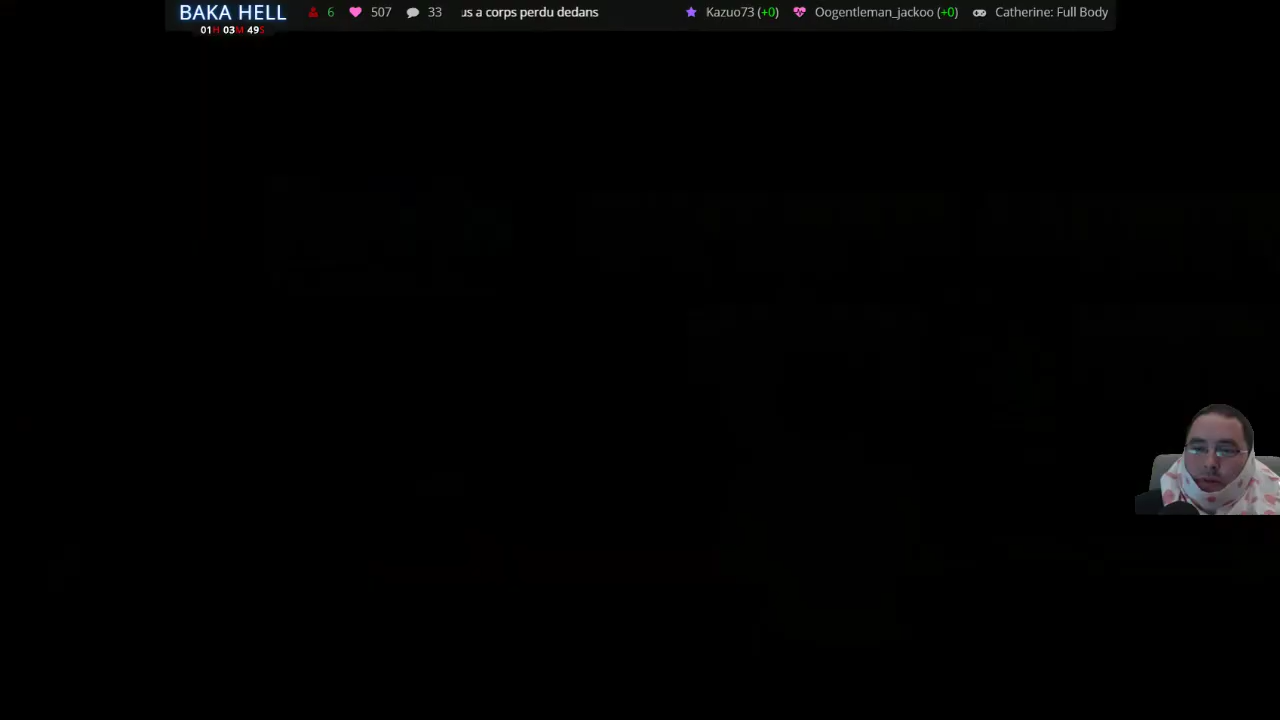 BAKA HELL 6 507 33 us a corps perdu dedans Kazuo73 (+0) Oogentleman_jackoo (+0) Catherine: Full Body
01H 03M 49S